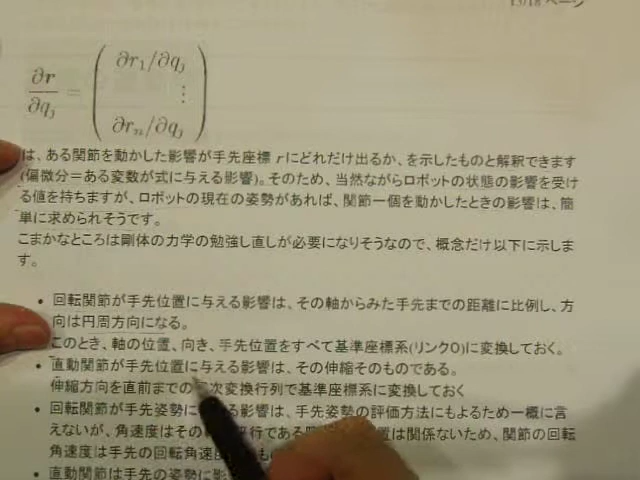 13/18 ページ
∂r/∂q_j = ( ∂r_1/∂q_j
⋮
∂r_n/∂q_j )
は、ある関節を動かした影響が手先座標 r にどれだけ出るか、を示したものと解釈できます
(偏微分＝ある変数が式に与える影響)。そのため、当然ながらロボットの状態の影響を受け
る値を持ちますが、ロボットの現在の姿勢があれば、関節一個を動かしたときの影響は、簡
単に求められそうです。
こまかなところは剛体の力学の勉強し直しが必要になりそうなので、概念だけ以下に示しま
す。
• 回転関節が手先位置に与える影響は、その軸からみた手先までの距離に比例し、方
向は円周方向になる。
このとき、軸の位置、向き、手先位置をすべて基準座標系(リンク0)に変換しておく。
• 直動関節が手先位置に与える影響は、その伸縮そのものである。
伸縮方向を直前までの 次変換行列で基準座標系に変換しておく
• 回転関節が手先姿勢に る影響は、手先姿勢の評価方法にもよるため一概に言
えないが、角速度はその 平行である 置は関係ないため、関節の回転
角速度は手先の回転角速度
• 直動関節は手先の姿勢に影